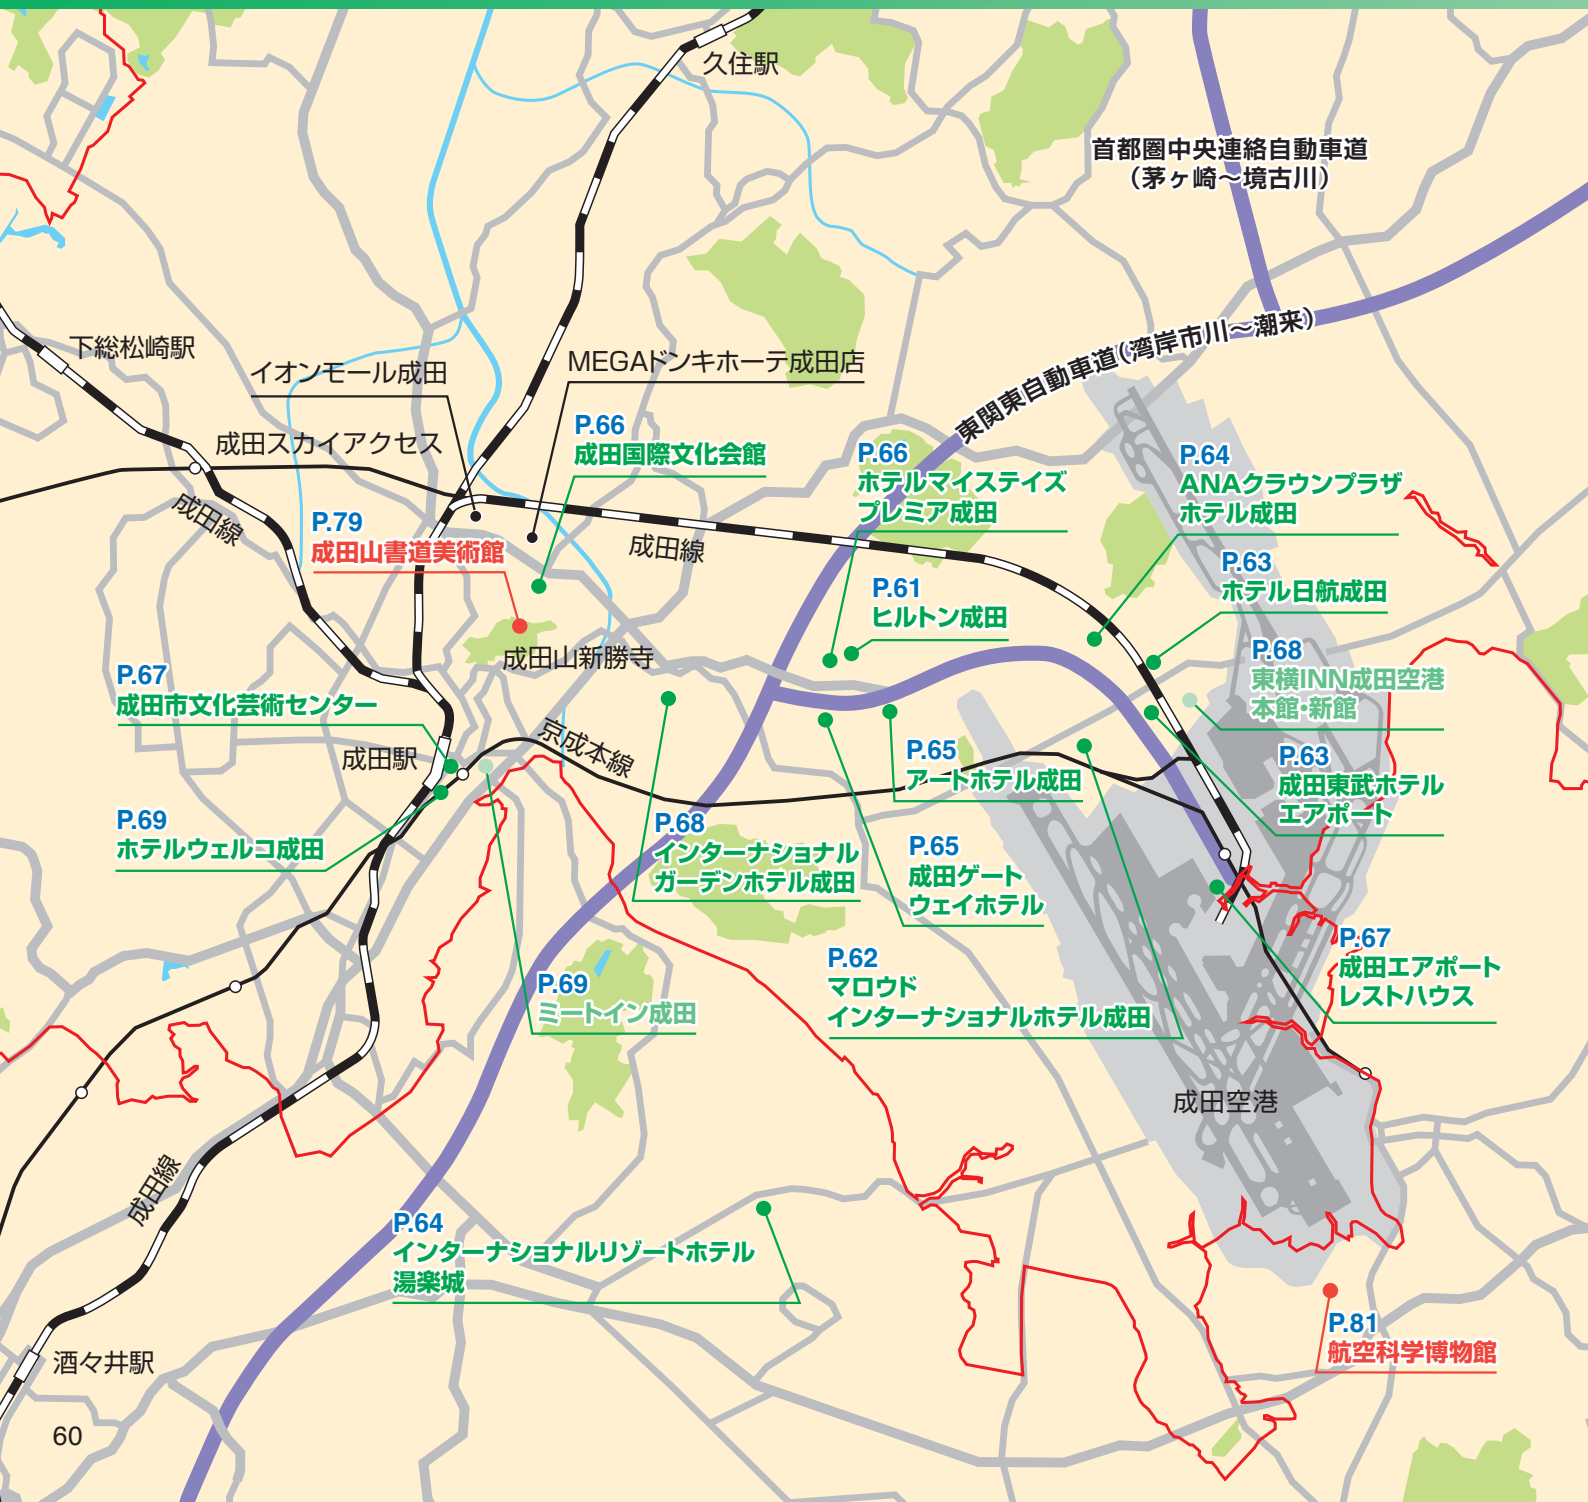 久住駅
首都圏中央連絡自動車道
（茅ヶ崎～境古川）
東関東自動車道（湾岸市川～潮来）
下総松崎駅
イオンモール成田
MEGAドンキホーテ成田店
成田スカイアクセス
P.66
成田国際文化会館
成田線
P.79
成田山書道美術館
成田線
P.66
ホテルマイステイズ
プレミア成田
P.64
ANAクラウンプラザ
ホテル成田
P.63
ホテル日航成田
P.61
ヒルトン成田
成田山新勝寺
P.68
東横INN成田空港
本館・新館
P.67
成田市文化芸術センター
成田駅
京成本線
P.65
アートホテル成田
P.63
成田東武ホテル
エアポート
P.69
ホテルウェルコ成田
P.68
インターナショナル
ガーデンホテル成田
P.65
成田ゲート
ウェイホテル
P.67
成田エアポート
レストハウス
P.62
マロウド
インターナショナルホテル成田
P.69
ミートイン成田
成田空港
成田線
P.64
インターナショナルリゾートホテル
湯楽城
P.81
航空科学博物館
酒々井駅
60